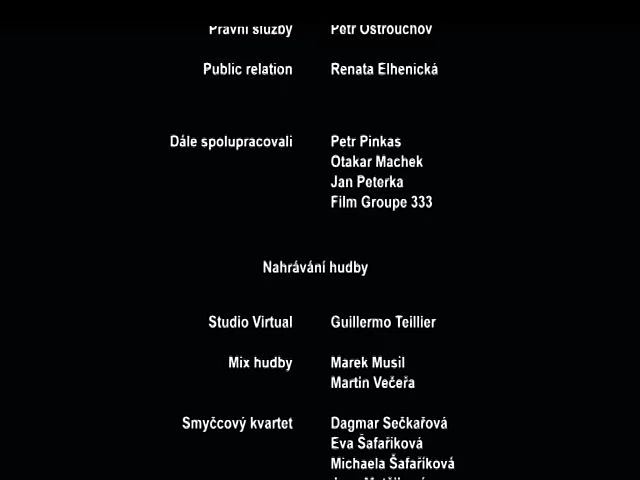 Právní služby Petr Ostrouchov
Public relation Renata Elhenická
Dále spolupracovali Petr Pinkas
Otakar Machek
Jan Peterka
Film Groupe 333
Nahrávání hudby
Studio Virtual Guillermo Teillier
Mix hudby Marek Musil
Martin Večeřa
Smyčcový kvartet Dagmar Sečkařová
Eva Šafaříková
Michaela Šafaříková